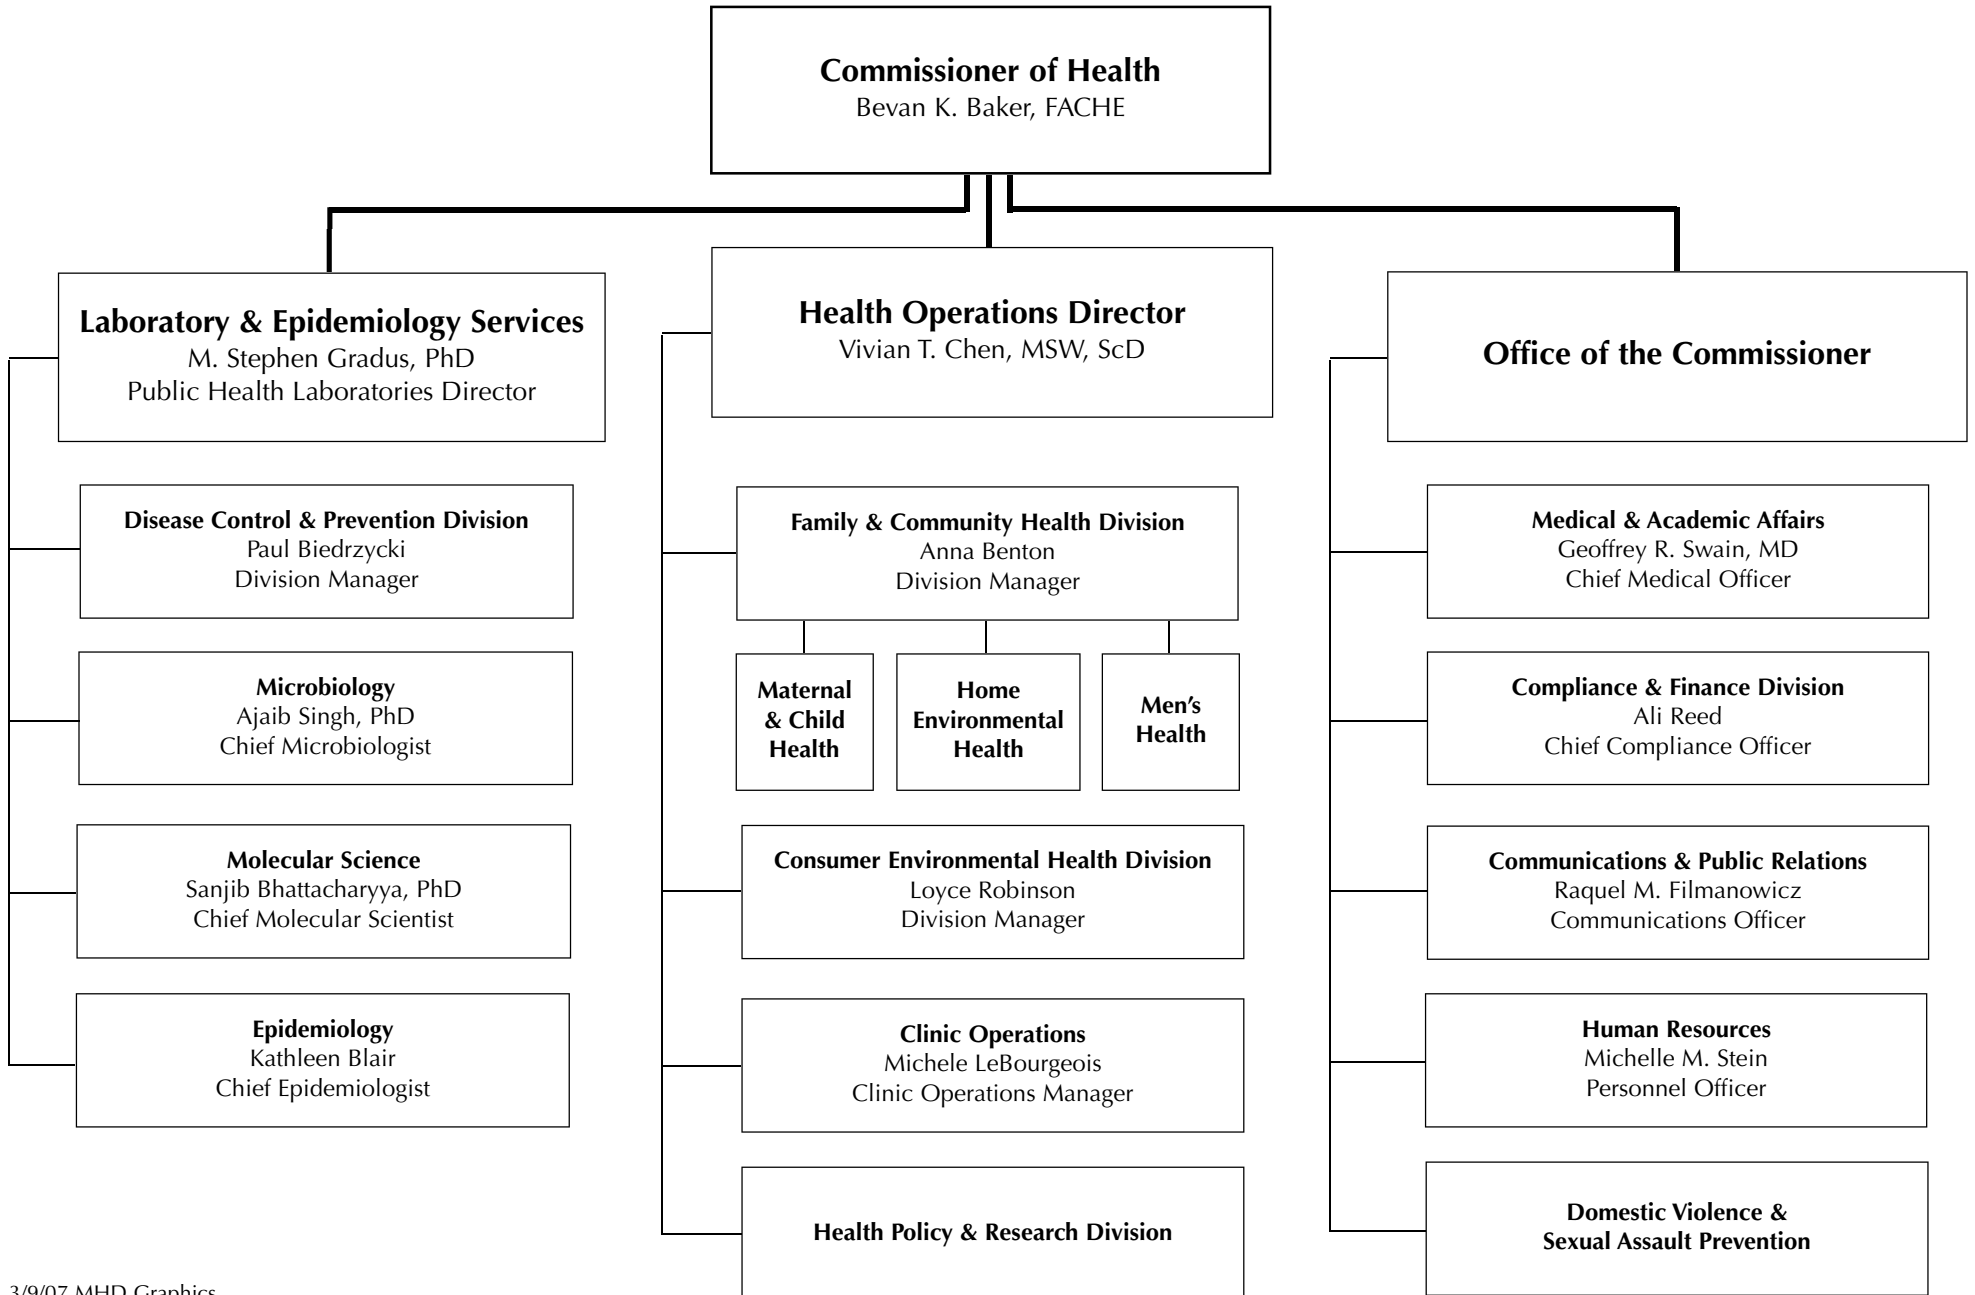 Commissioner of Health
Bevan K. Baker, FACHE
Laboratory & Epidemiology Services
M. Stephen Gradus, PhD
Public Health Laboratories Director
Disease Control & Prevention Division
Paul Biedrzycki
Division Manager
Microbiology
Ajaib Singh, PhD
Chief Microbiologist
Molecular Science
Sanjib Bhattacharyya, PhD
Chief Molecular Scientist
Epidemiology
Kathleen Blair
Chief Epidemiologist
Health Operations Director
Vivian T. Chen, MSW, ScD
Family & Community Health Division
Anna Benton
Division Manager
Maternal
& Child
Health
Home
Environmental
Health
Men’s
Health
Consumer Environmental Health Division
Loyce Robinson
Division Manager
Clinic Operations
Michele LeBourgeois
Clinic Operations Manager
Health Policy & Research Division
Office of the Commissioner
Medical & Academic Affairs
Geoffrey R. Swain, MD
Chief Medical Officer
Compliance & Finance Division
Ali Reed
Chief Compliance Officer
Communications & Public Relations
Raquel M. Filmanowicz
Communications Officer
Human Resources
Michelle M. Stein
Personnel Officer
Domestic Violence &
Sexual Assault Prevention
3/9/07 MHD Graphics